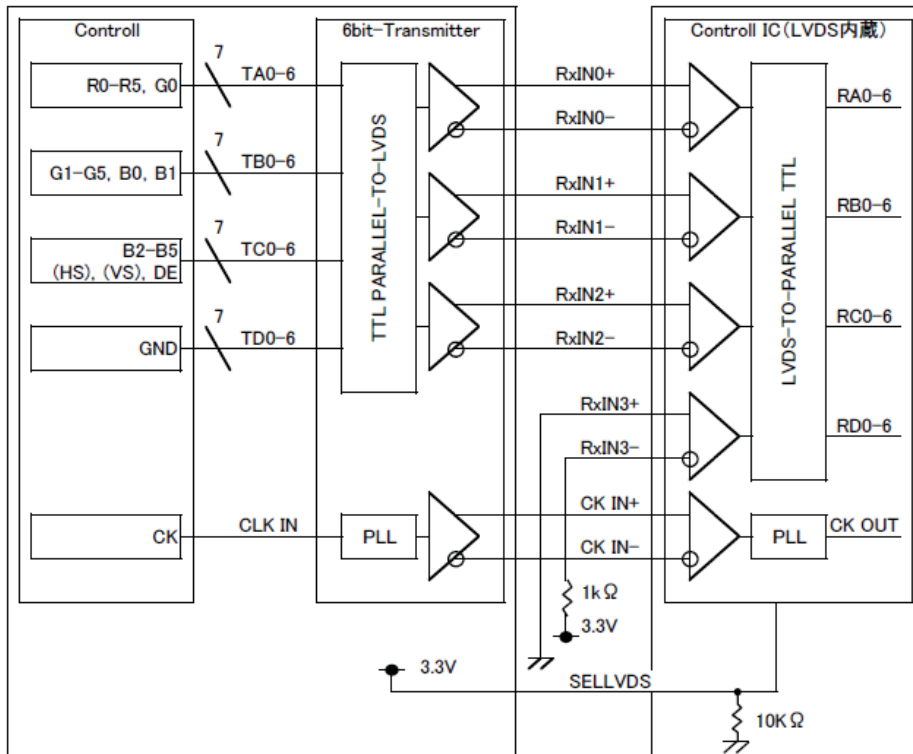 Controll
6bit-Transmitter
Controll IC(LVDS内蔵)
R0-R5, G0
7
TA0-6
RxIN0+
RxIN0-
RA0-6
G1-G5, B0, B1
7
TB0-6
RxIN1+
RxIN1-
RB0-6
B2-B5
(HS), (VS), DE
7
TC0-6
RxIN2+
RxIN2-
RC0-6
GND
7
TD0-6
TTL PARALLEL-TO-LVDS
LVDS-TO-PARALLEL TTL
RxIN3+
RxIN3-
RD0-6
CK
CLK IN
PLL
CK IN+
CK IN-
PLL
CK OUT
1kΩ
3.3V
3.3V
SELLVDS
10KΩ